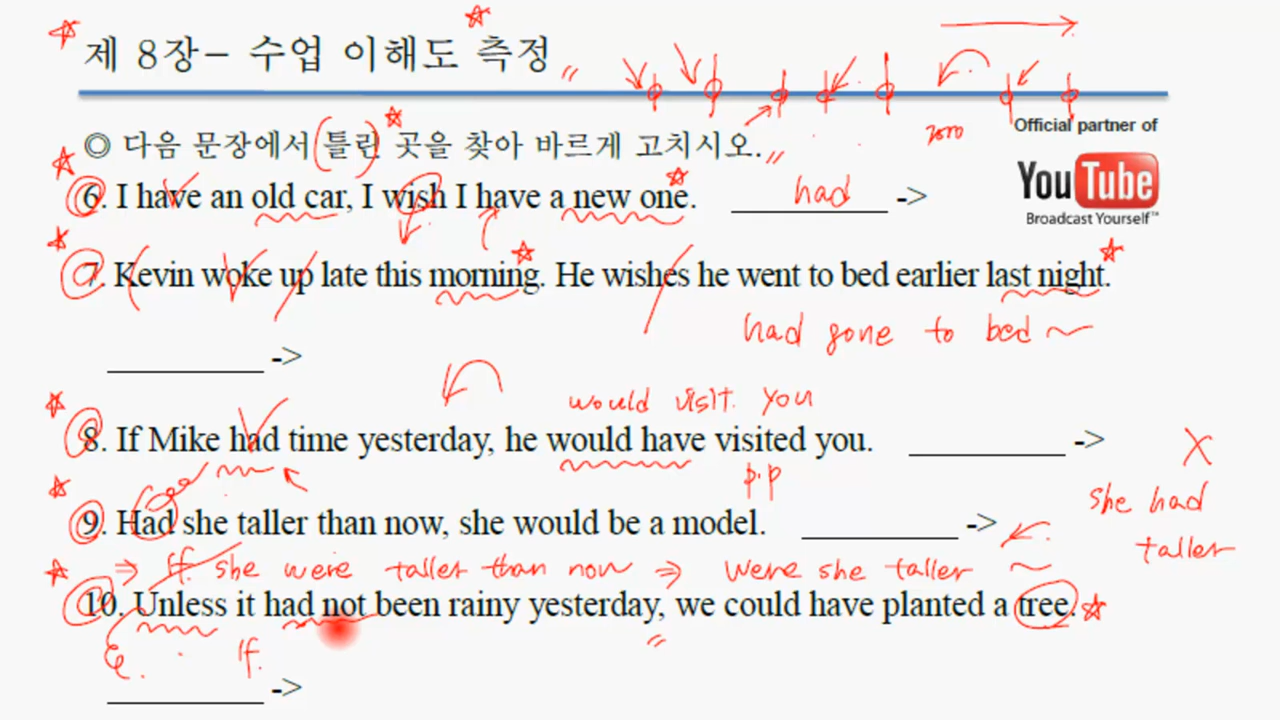 제 8장- 수업 이해도 측정
zero
Official partner of
◎ 다음 문장에서 틀린 곳을 찾아 바르게 고치시오.
YouTube
Broadcast Yourself™
6. I have an old car, I wish I have a new one. ________ -> had
7. Kevin woke up late this morning. He wishes he went to bed earlier last night.
had gone to bed ~
________ ->
would visit you
8. If Mike had time yesterday, he would have visited you. ________ ->
p.p
X
she had
taller
9. Had she taller than now, she would be a model. ________ ->
⇒ If she were taller than now ⇒ were she taller ~
10. Unless it had not been rainy yesterday, we could have planted a tree.
If
________ ->